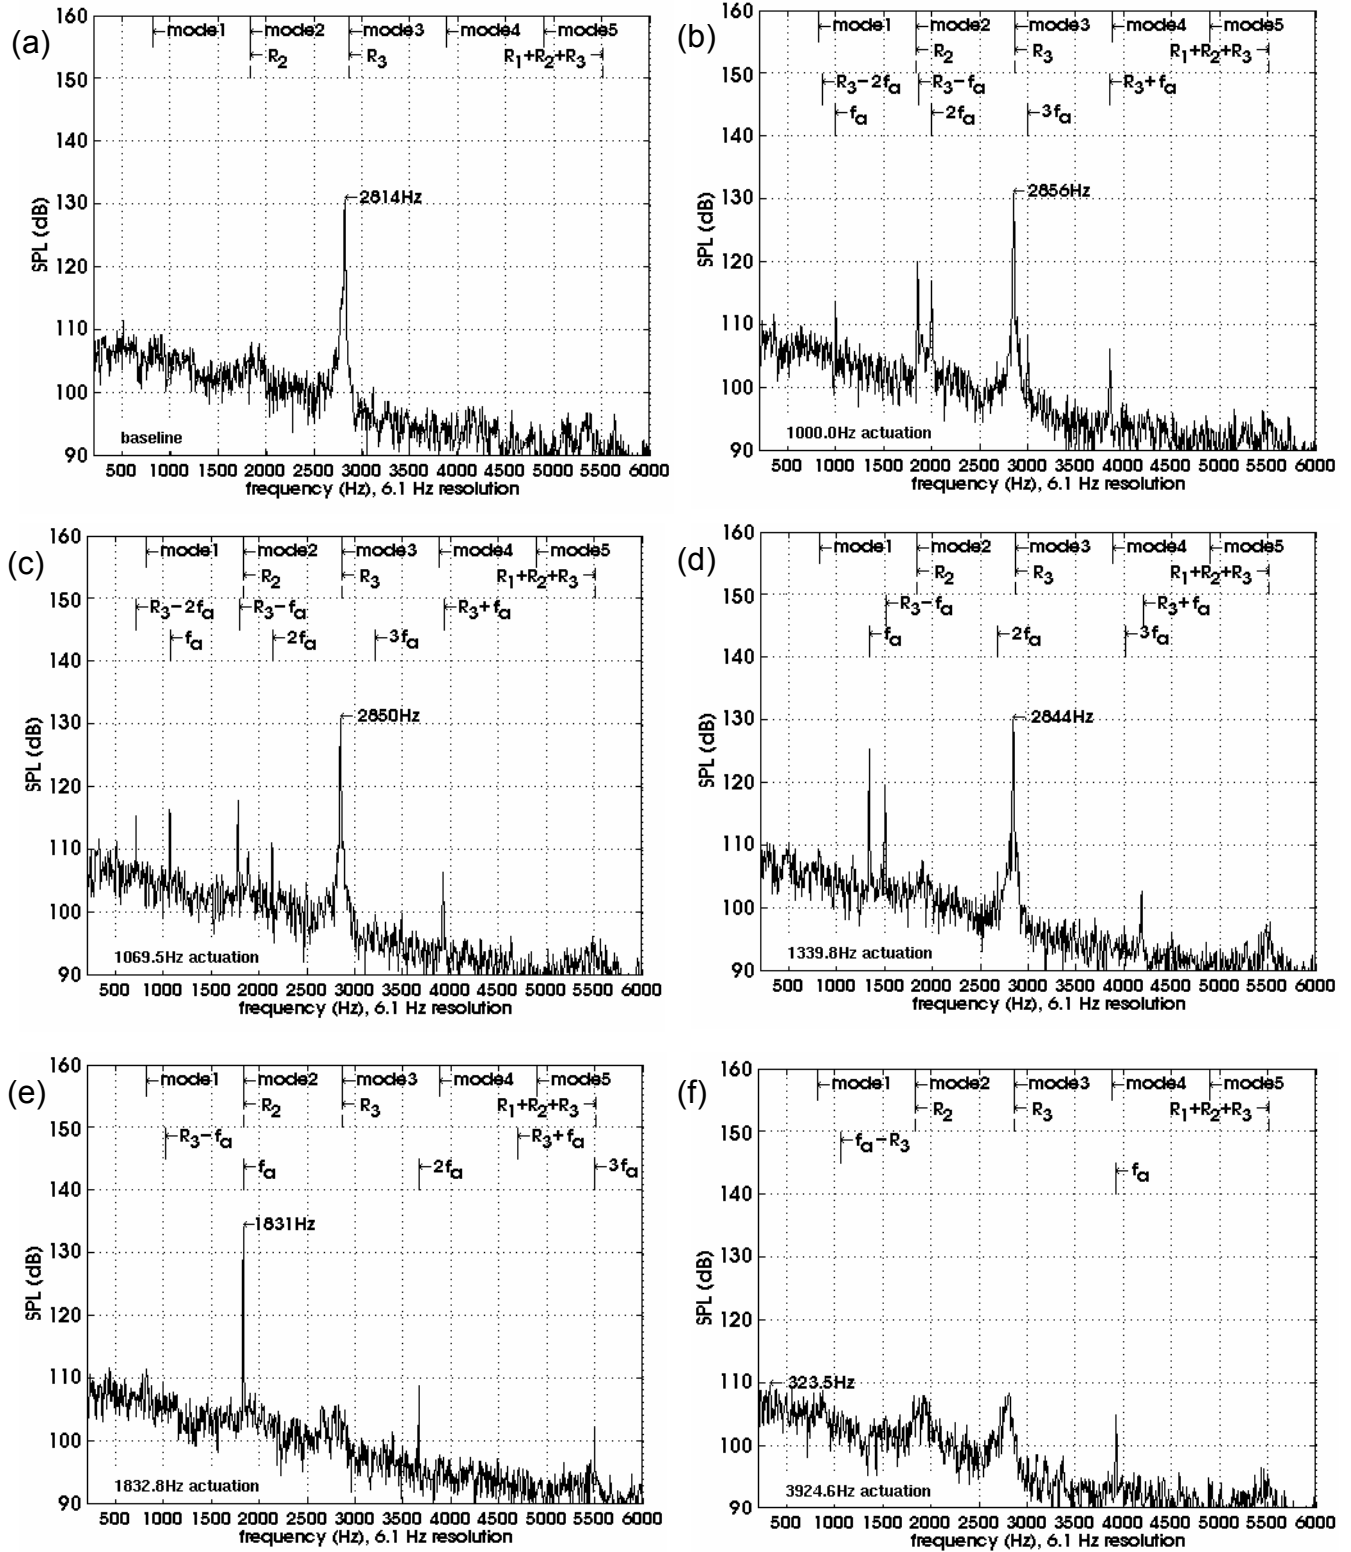 (a)
160
←mode1 ←mode2 ←mode3 ←mode4 ←mode5
←R2 ←R3 R1+R2+R3→
150
140
130
120
110
100
90
←2814Hz
SPL (dB)
baseline
500 1000 1500 2000 2500 3000 3500 4000 4500 5000 5500 6000
frequency (Hz), 6.1 Hz resolution
(b)
160
←mode1 ←mode2 ←mode3 ←mode4 ←mode5
←R2 ←R3 R1+R2+R3→
150
←R3−2fa ←R3−fa ←R3+fa
←fa ←2fa ←3fa
140
130
120
110
100
90
←2856Hz
SPL (dB)
1000.0Hz actuation
500 1000 1500 2000 2500 3000 3500 4000 4500 5000 5500 6000
frequency (Hz), 6.1 Hz resolution
(c)
160
←mode1 ←mode2 ←mode3 ←mode4 ←mode5
←R2 ←R3 R1+R2+R3→
150
←R3−2fa ←R3−fa ←R3+fa
←fa ←2fa ←3fa
140
130
120
110
100
90
←2850Hz
SPL (dB)
1069.5Hz actuation
500 1000 1500 2000 2500 3000 3500 4000 4500 5000 5500 6000
frequency (Hz), 6.1 Hz resolution
(d)
160
←mode1 ←mode2 ←mode3 ←mode4 ←mode5
←R2 ←R3 R1+R2+R3→
150
←R3−fa ←R3+fa
←fa ←2fa ←3fa
140
130
120
110
100
90
←2844Hz
SPL (dB)
1339.8Hz actuation
500 1000 1500 2000 2500 3000 3500 4000 4500 5000 5500 6000
frequency (Hz), 6.1 Hz resolution
(e)
160
←mode1 ←mode2 ←mode3 ←mode4 ←mode5
←R2 ←R3 R1+R2+R3→
150
←R3−fa ←R3+fa
←fa ←2fa ←3fa
140
130
120
110
100
90
←1831Hz
SPL (dB)
1832.8Hz actuation
500 1000 1500 2000 2500 3000 3500 4000 4500 5000 5500 6000
frequency (Hz), 6.1 Hz resolution
(f)
160
←mode1 ←mode2 ←mode3 ←mode4 ←mode5
←R2 ←R3 R1+R2+R3→
150
←fa−R3
←fa
140
130
120
110
100
90
←323.5Hz
SPL (dB)
3924.6Hz actuation
500 1000 1500 2000 2500 3000 3500 4000 4500 5000 5500 6000
frequency (Hz), 6.1 Hz resolution